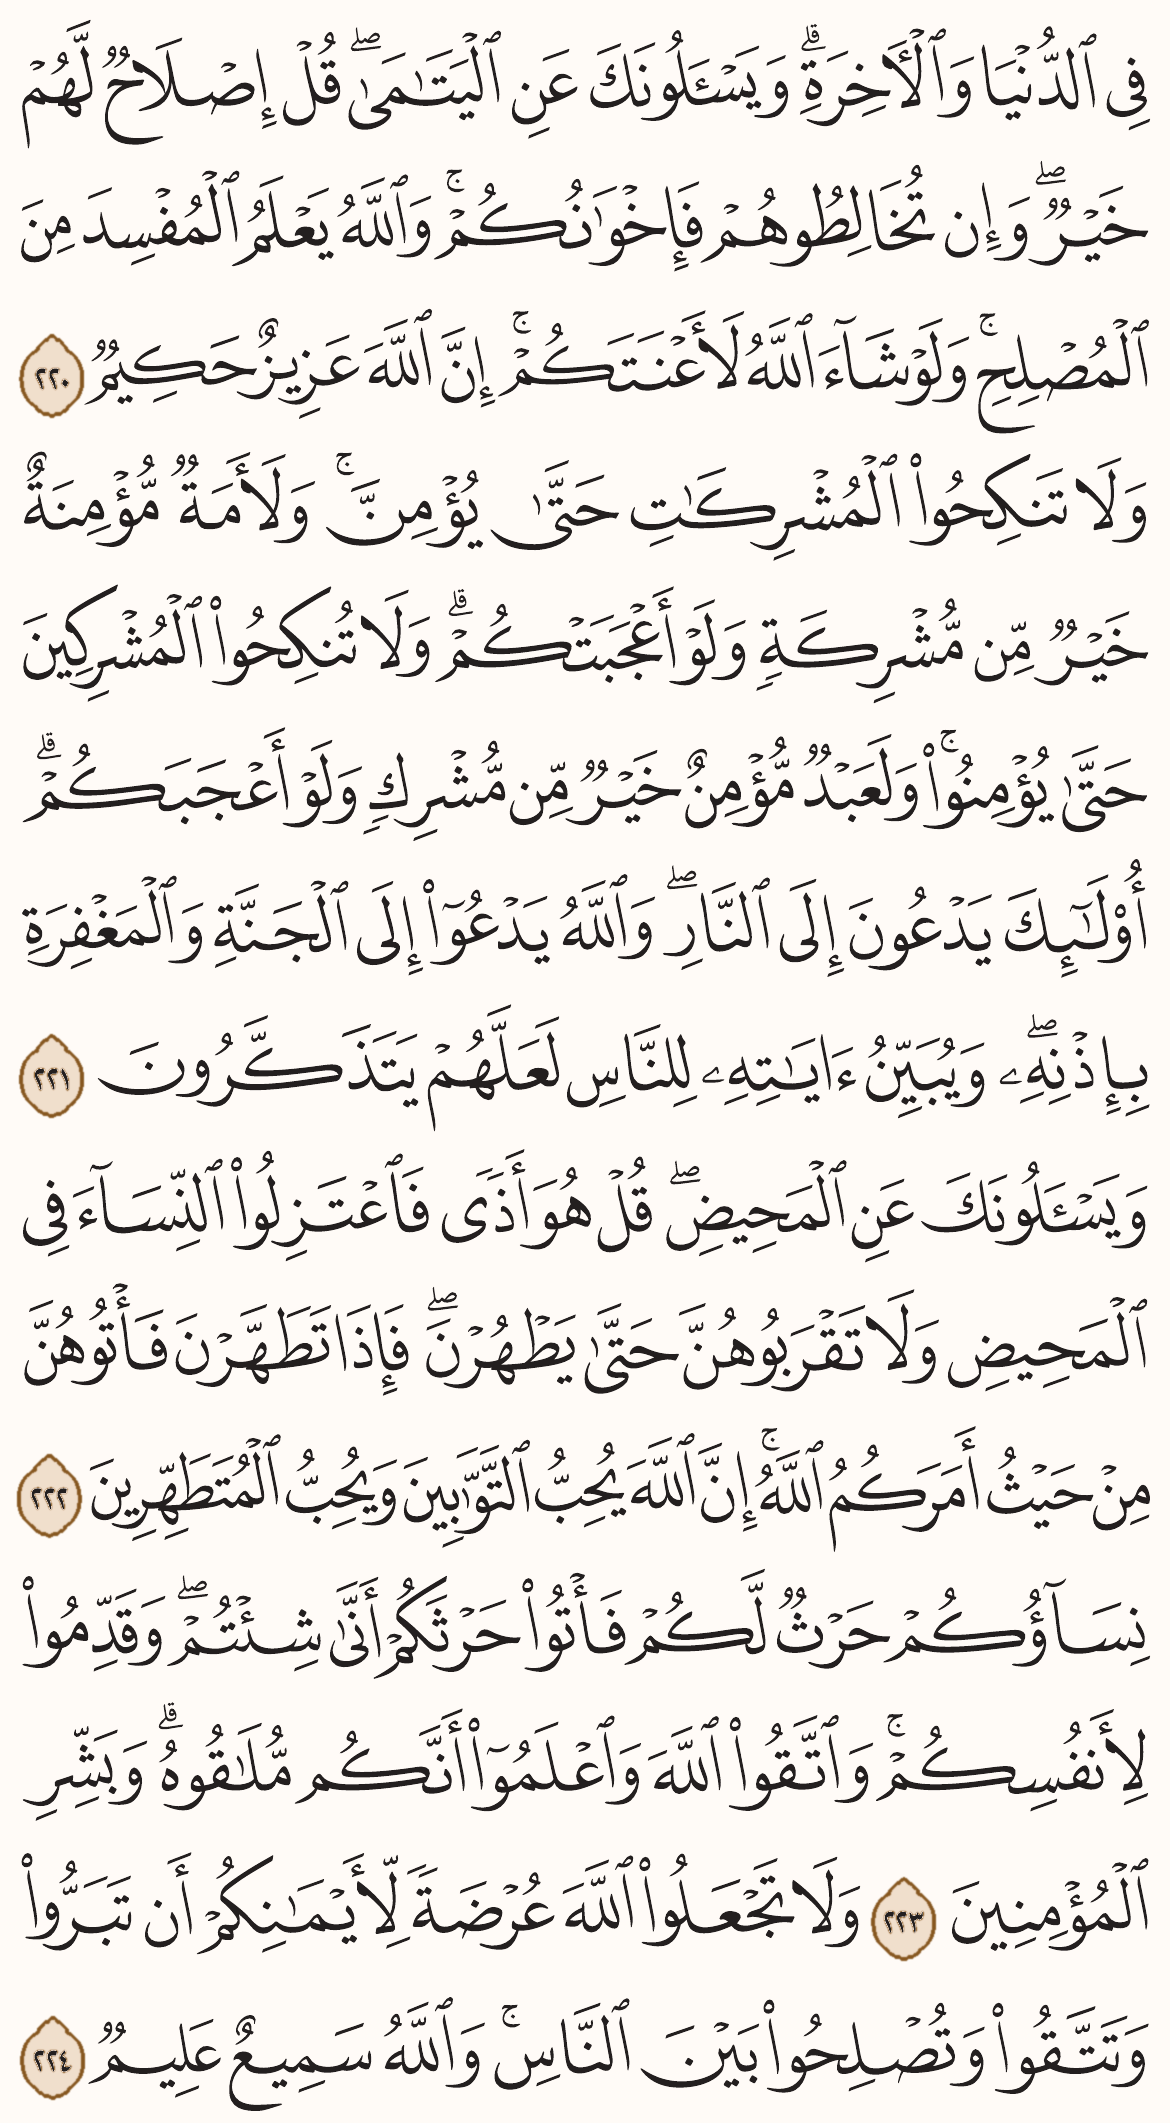 فِى ٱلدُّنْيَا وَٱلْـَٔاخِرَةِ ۗ وَيَسْـَٔلُونَكَ عَنِ ٱلْيَتَـٰمَىٰ ۖ قُلْ إِصْلَاحٌ لَّهُمْ
خَيْرٌ ۖ وَإِن تُخَالِطُوهُمْ فَإِخْوَٰنُكُمْ ۚ وَٱللَّهُ يَعْلَمُ ٱلْمُفْسِدَ مِنَ
ٱلْمُصْلِحِ ۚ وَلَوْ شَآءَ ٱللَّهُ لَأَعْنَتَكُمْ ۚ إِنَّ ٱللَّهَ عَزِيزٌ حَكِيمٌ ٢٢٠
وَلَا تَنكِحُوا۟ ٱلْمُشْرِكَـٰتِ حَتَّىٰ يُؤْمِنَّ ۚ وَلَأَمَةٌ مُّؤْمِنَةٌ
خَيْرٌ مِّن مُّشْرِكَةٍ وَلَوْ أَعْجَبَتْكُمْ ۗ وَلَا تُنكِحُوا۟ ٱلْمُشْرِكِينَ
حَتَّىٰ يُؤْمِنُوا۟ ۚ وَلَعَبْدٌ مُّؤْمِنٌ خَيْرٌ مِّن مُّشْرِكٍ وَلَوْ أَعْجَبَكُمْ ۗ
أُو۟لَـٰٓئِكَ يَدْعُونَ إِلَى ٱلنَّارِ ۖ وَٱللَّهُ يَدْعُوٓا۟ إِلَى ٱلْجَنَّةِ وَٱلْمَغْفِرَةِ
بِإِذْنِهِۦ ۖ وَيُبَيِّنُ ءَايَـٰتِهِۦ لِلنَّاسِ لَعَلَّهُمْ يَتَذَكَّرُونَ ٢٢١
وَيَسْـَٔلُونَكَ عَنِ ٱلْمَحِيضِ ۖ قُلْ هُوَ أَذًى فَٱعْتَزِلُوا۟ ٱلنِّسَآءَ فِى
ٱلْمَحِيضِ وَلَا تَقْرَبُوهُنَّ حَتَّىٰ يَطْهُرْنَ ۖ فَإِذَا تَطَهَّرْنَ فَأْتُوهُنَّ
مِنْ حَيْثُ أَمَرَكُمُ ٱللَّهُ ۚ إِنَّ ٱللَّهَ يُحِبُّ ٱلتَّوَّٰبِينَ وَيُحِبُّ ٱلْمُتَطَهِّرِينَ ٢٢٢
نِسَآؤُكُمْ حَرْثٌ لَّكُمْ فَأْتُوا۟ حَرْثَكُمْ أَنَّىٰ شِئْتُمْ ۖ وَقَدِّمُوا۟
لِأَنفُسِكُمْ ۚ وَٱتَّقُوا۟ ٱللَّهَ وَٱعْلَمُوٓا۟ أَنَّكُم مُّلَـٰقُوهُ ۗ وَبَشِّرِ
ٱلْمُؤْمِنِينَ ٢٢٣ وَلَا تَجْعَلُوا۟ ٱللَّهَ عُرْضَةً لِّأَيْمَـٰنِكُمْ أَن تَبَرُّوا۟
وَتَتَّقُوا۟ وَتُصْلِحُوا۟ بَيْنَ ٱلنَّاسِ ۚ وَٱللَّهُ سَمِيعٌ عَلِيمٌ ٢٢٤